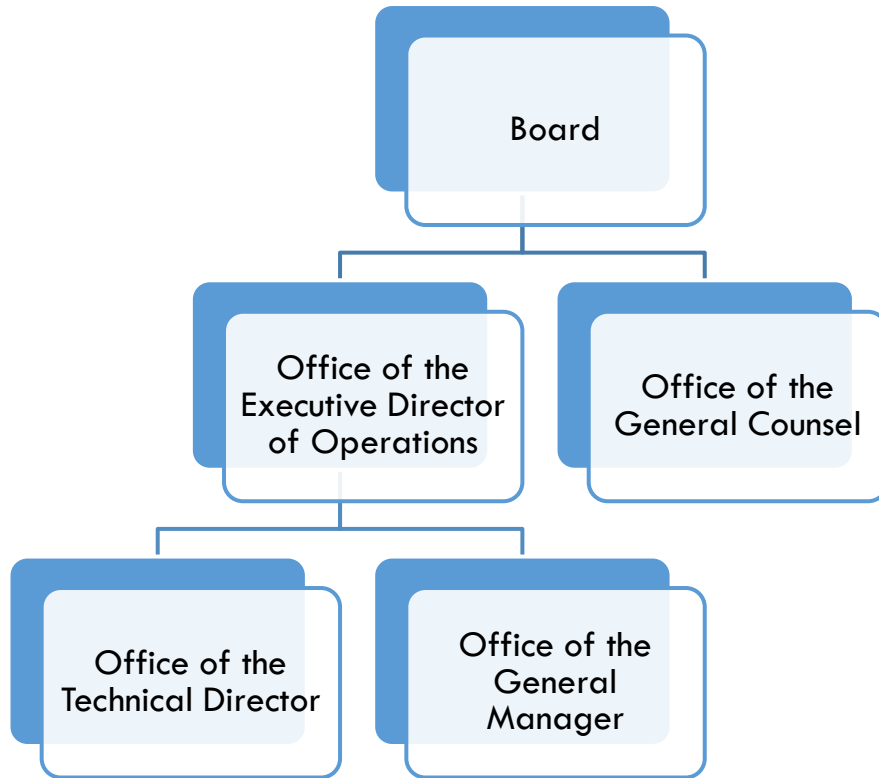 Board
Office of the
Executive Director
of Operations
Office of the
General Counsel
Office of the
Technical Director
Office of the
General
Manager